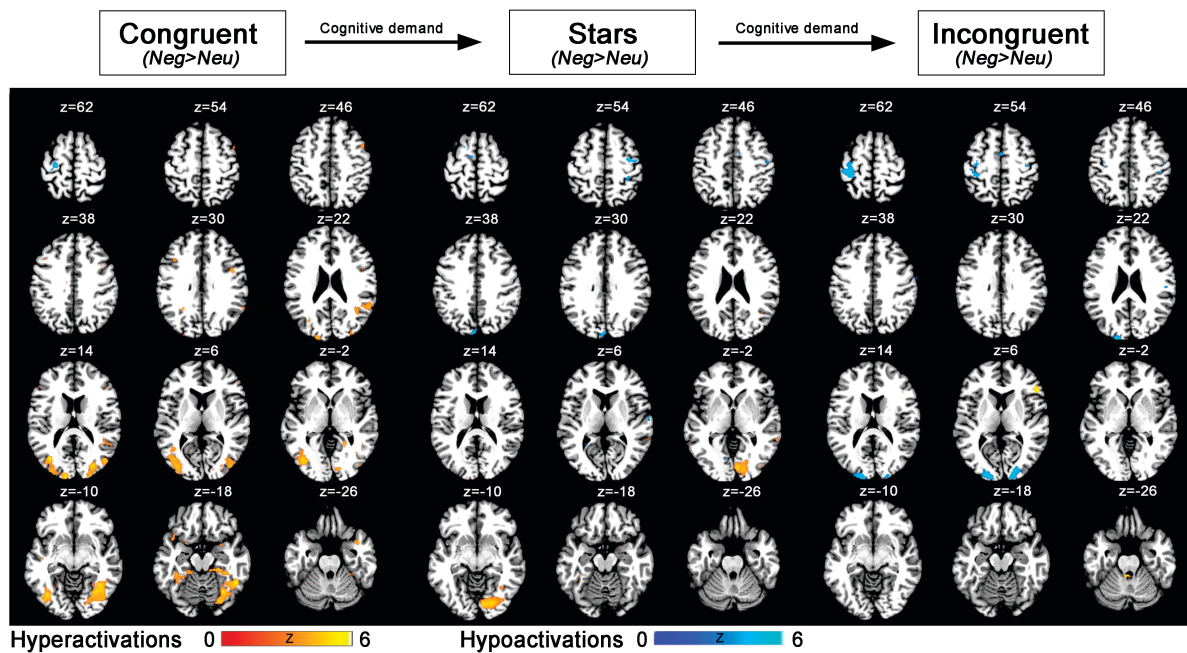 Congruent
(Neg>Neu)
Cognitive demand
Stars
(Neg>Neu)
Cognitive demand
Incongruent
(Neg>Neu)
z=62 z=54 z=46 z=62 z=54 z=46 z=62 z=54 z=46
z=38 z=30 z=22 z=38 z=30 z=22 z=38 z=30 z=22
z=14 z=6 z=-2 z=14 z=6 z=-2 z=14 z=6 z=-2
z=-10 z=-18 z=-26 z=-10 z=-18 z=-26 z=-10 z=-18 z=-26
Hyperactivations 0 z 6 Hypoactivations 0 z 6